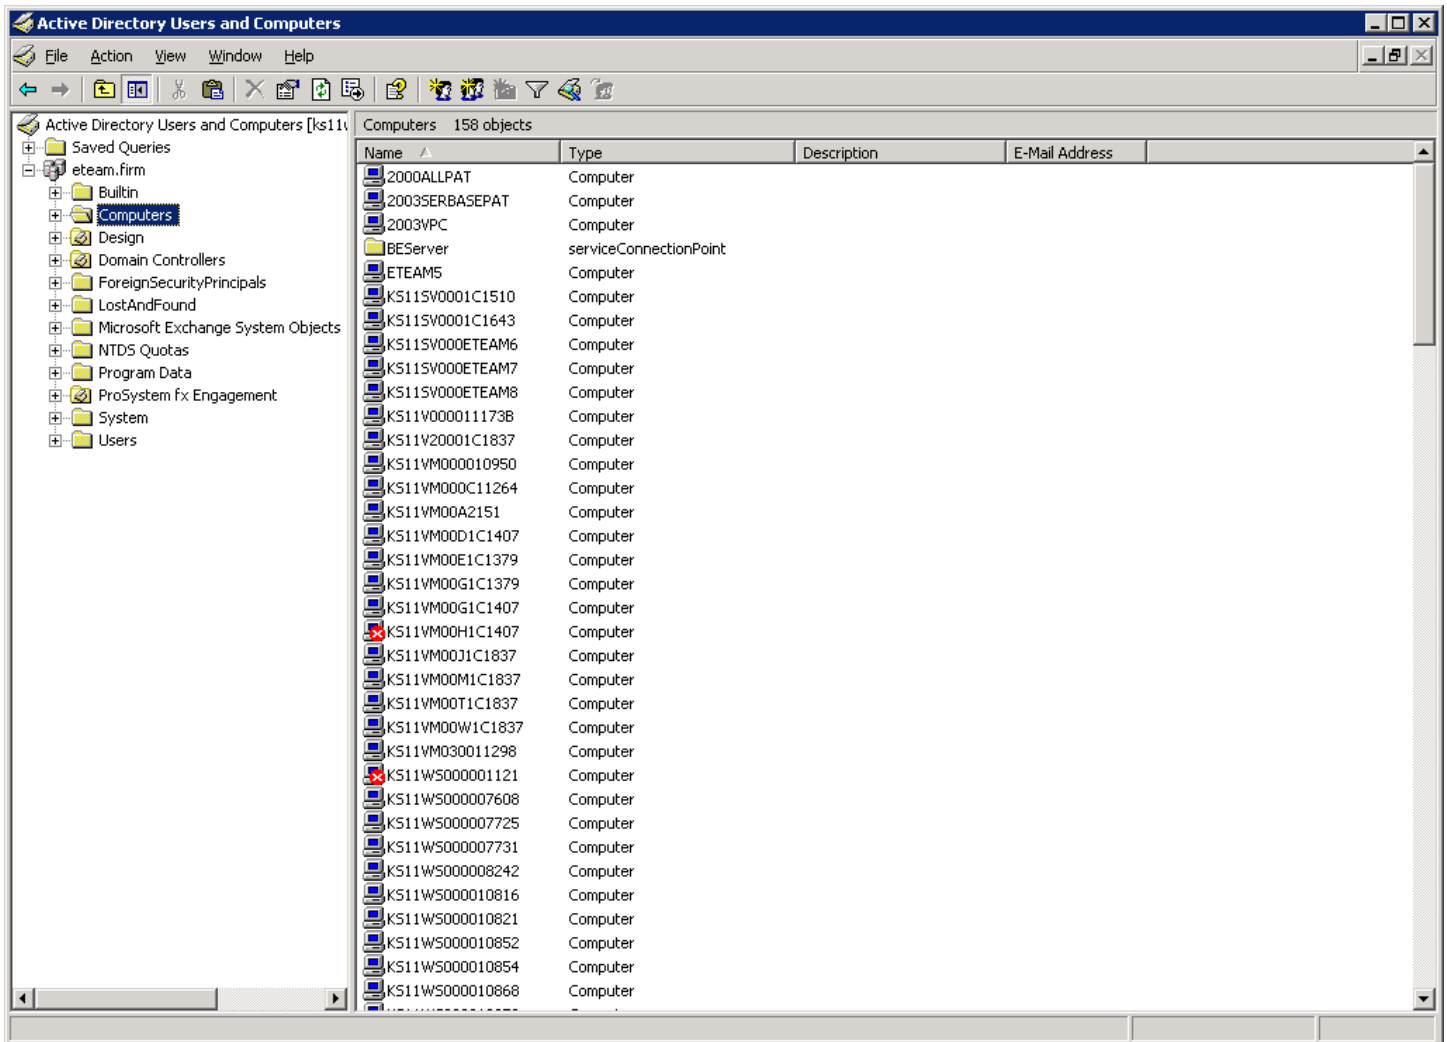 Active Directory Users and Computers
File Action View Window Help
Active Directory Users and Computers [ks11
Saved Queries
eteam.firm
Builtin
Computers
Design
Domain Controllers
ForeignSecurityPrincipals
LostAndFound
Microsoft Exchange System Objects
NTDS Quotas
Program Data
ProSystem fx Engagement
System
Users
Computers 158 objects
Name Type Description E-Mail Address
2000ALLPAT Computer
2003SERBASEPAT Computer
2003VPC Computer
BEServer serviceConnectionPoint
ETEAM5 Computer
KS11SV0001C1510 Computer
KS11SV0001C1643 Computer
KS11SV000ETEAM6 Computer
KS11SV000ETEAM7 Computer
KS11SV000ETEAM8 Computer
KS11V000011173B Computer
KS11V20001C1837 Computer
KS11VM000010950 Computer
KS11VM000C11264 Computer
KS11VM00A2151 Computer
KS11VM00D1C1407 Computer
KS11VM00E1C1379 Computer
KS11VM00G1C1379 Computer
KS11VM00G1C1407 Computer
KS11VM00H1C1407 Computer
KS11VM00J1C1837 Computer
KS11VM00M1C1837 Computer
KS11VM00T1C1837 Computer
KS11VM00W1C1837 Computer
KS11VM030011298 Computer
KS11WS000001121 Computer
KS11WS000007608 Computer
KS11WS000007725 Computer
KS11WS000007731 Computer
KS11WS000008242 Computer
KS11WS000010816 Computer
KS11WS000010821 Computer
KS11WS000010852 Computer
KS11WS000010854 Computer
KS11WS000010868 Computer